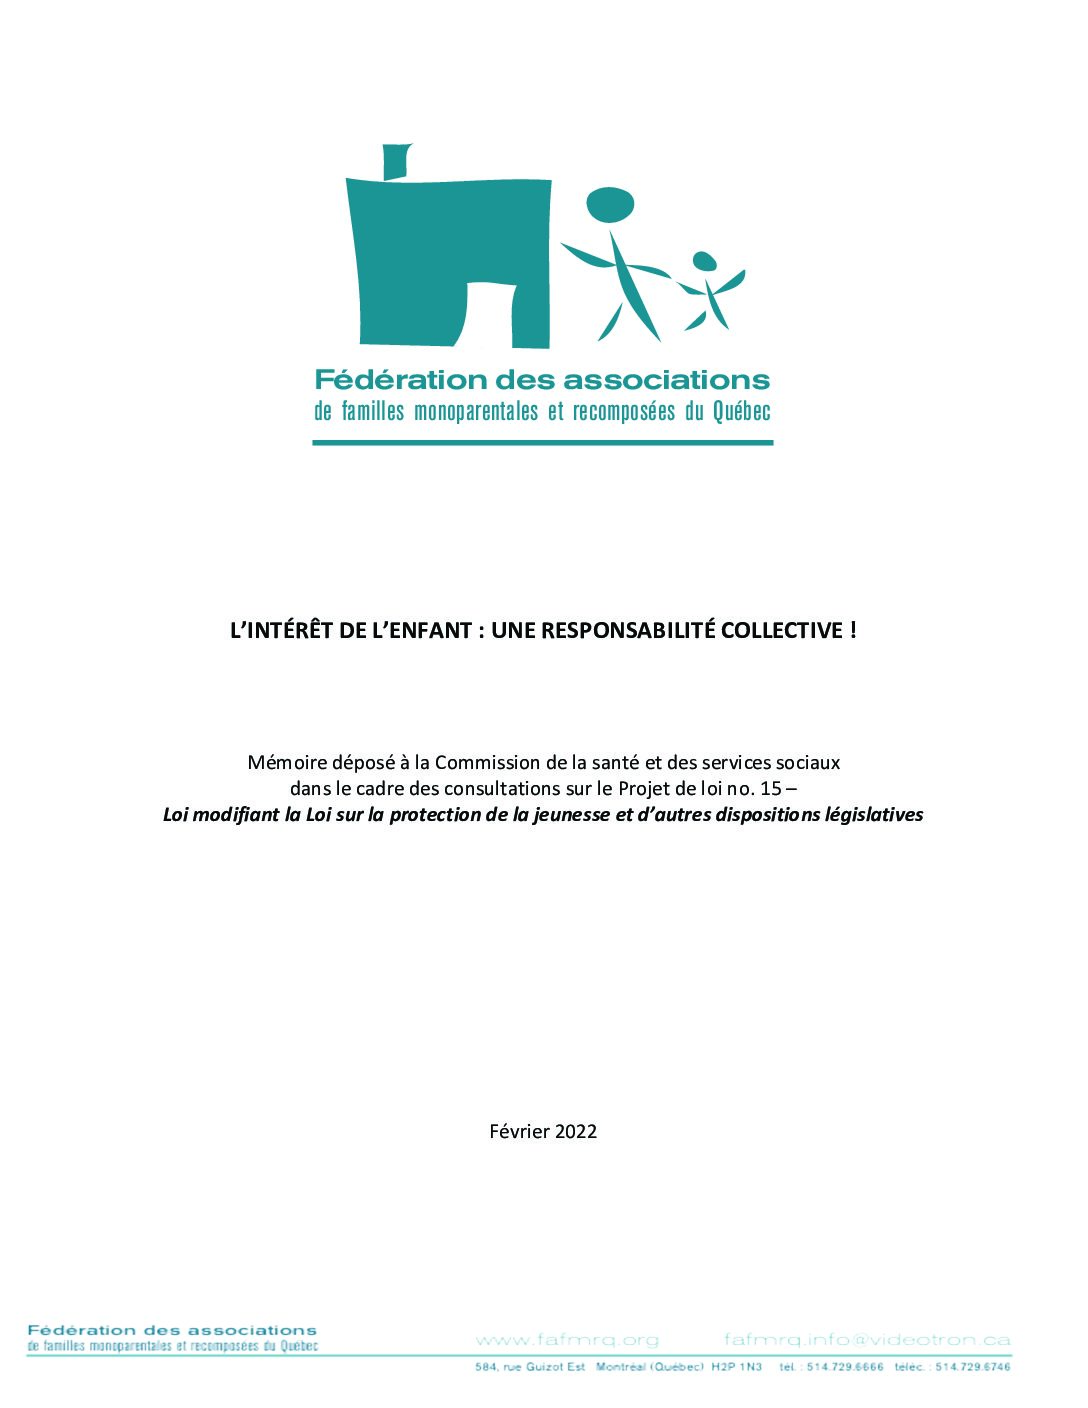 Fédération des associations
de familles monoparentales et recomposées du Québec
L’INTÉRÊT DE L’ENFANT : UNE RESPONSABILITÉ COLLECTIVE !
Mémoire déposé à la Commission de la santé et des services sociaux
dans le cadre des consultations sur le Projet de loi no. 15 –
Loi modifiant la Loi sur la protection de la jeunesse et d’autres dispositions législatives
Février 2022
Fédération des associations
de familles monoparentales et recomposées du Québec
www.fafmrq.org fafmrq.info@videotron.ca
584, rue Guizot Est Montréal (Québec) H2P 1N3 tél. : 514.729.6666 téléc. : 514.729.6746